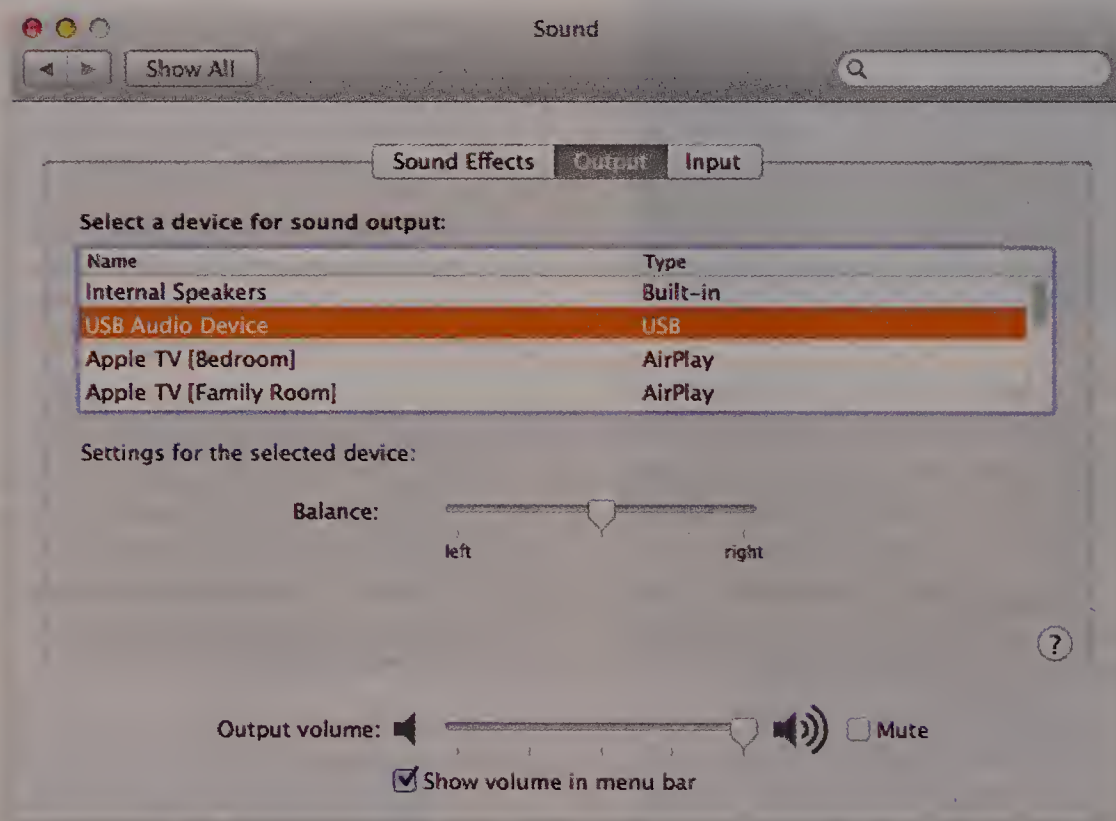 Sound
Show All
Sound Effects Output Input
Select a device for sound output:
Name Type
Internal Speakers Built-in
USB Audio Device USB
Apple TV [Bedroom] AirPlay
Apple TV [Family Room] AirPlay
Settings for the selected device:
Balance:
left right
?
Output volume: Mute
Show volume in menu bar